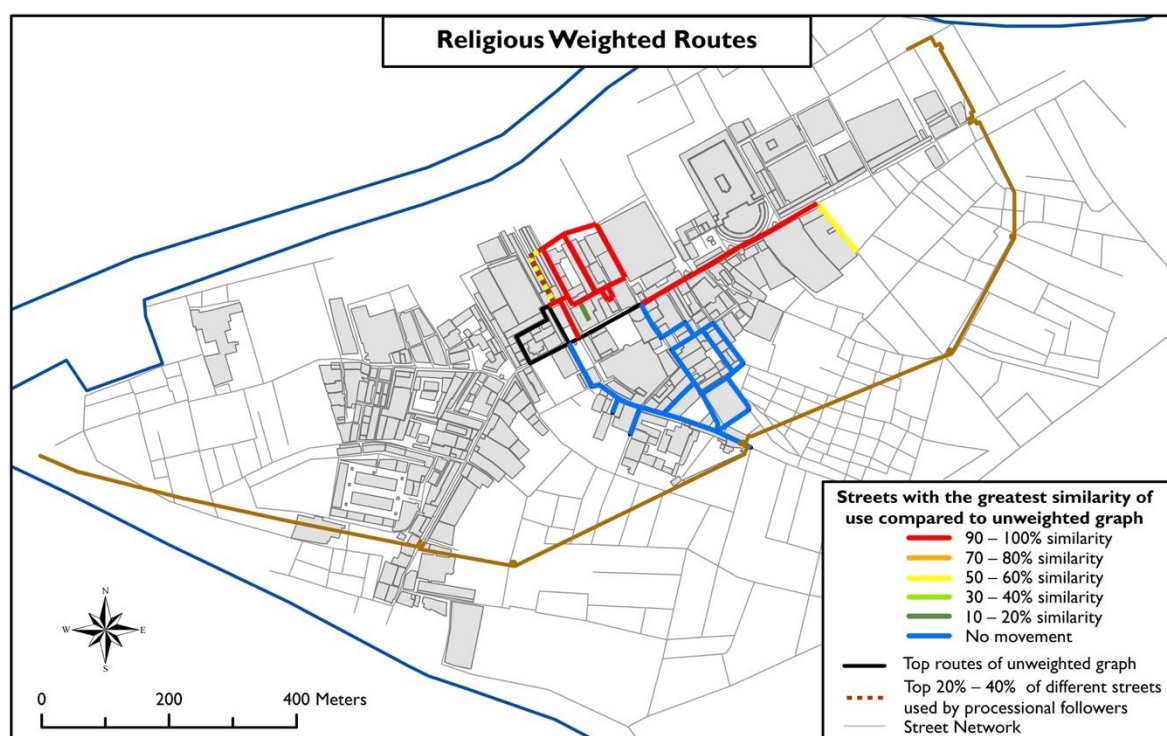 Religious Weighted Routes
N
W
E
S
0
200
400 Meters
Streets with the greatest similarity of
use compared to unweighted graph
90 – 100% similarity
70 – 80% similarity
50 – 60% similarity
30 – 40% similarity
10 – 20% similarity
No movement
Top routes of unweighted graph
Top 20% – 40% of different streets
used by processional followers
Street Network